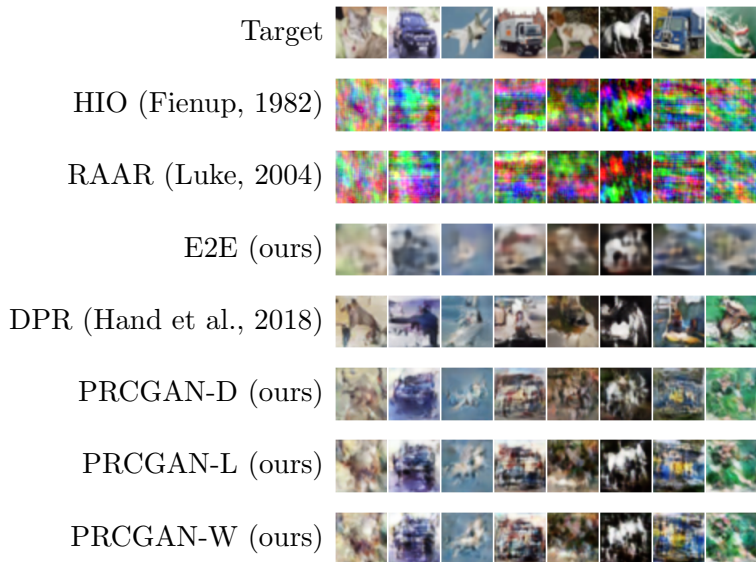 Target
HIO (Fienup, 1982)
RAAR (Luke, 2004)
E2E (ours)
DPR (Hand et al., 2018)
PRCGAN-D (ours)
PRCGAN-L (ours)
PRCGAN-W (ours)